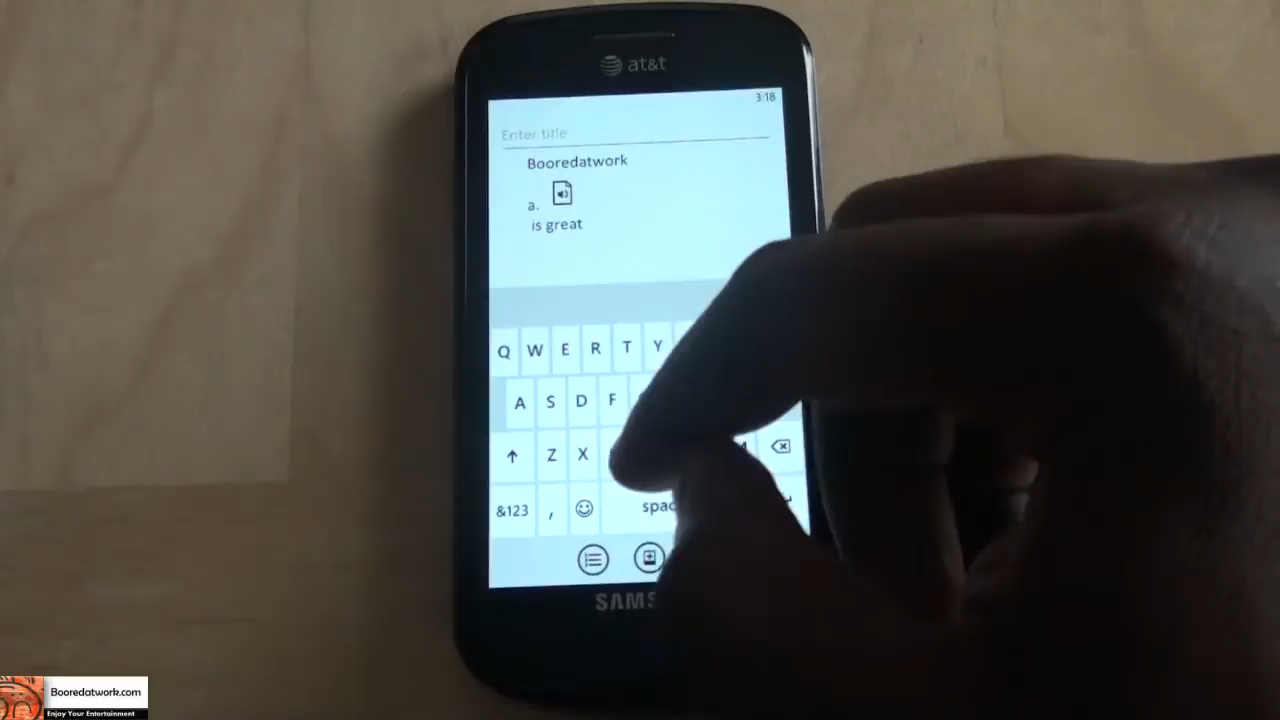 at&t
3:18
Enter title
Booredatwork
a.
is great
Q W E R T Y
A S D F
Z X
&123 , spac
SAMS
Booredatwork.com
Enjoy Your Entertainment